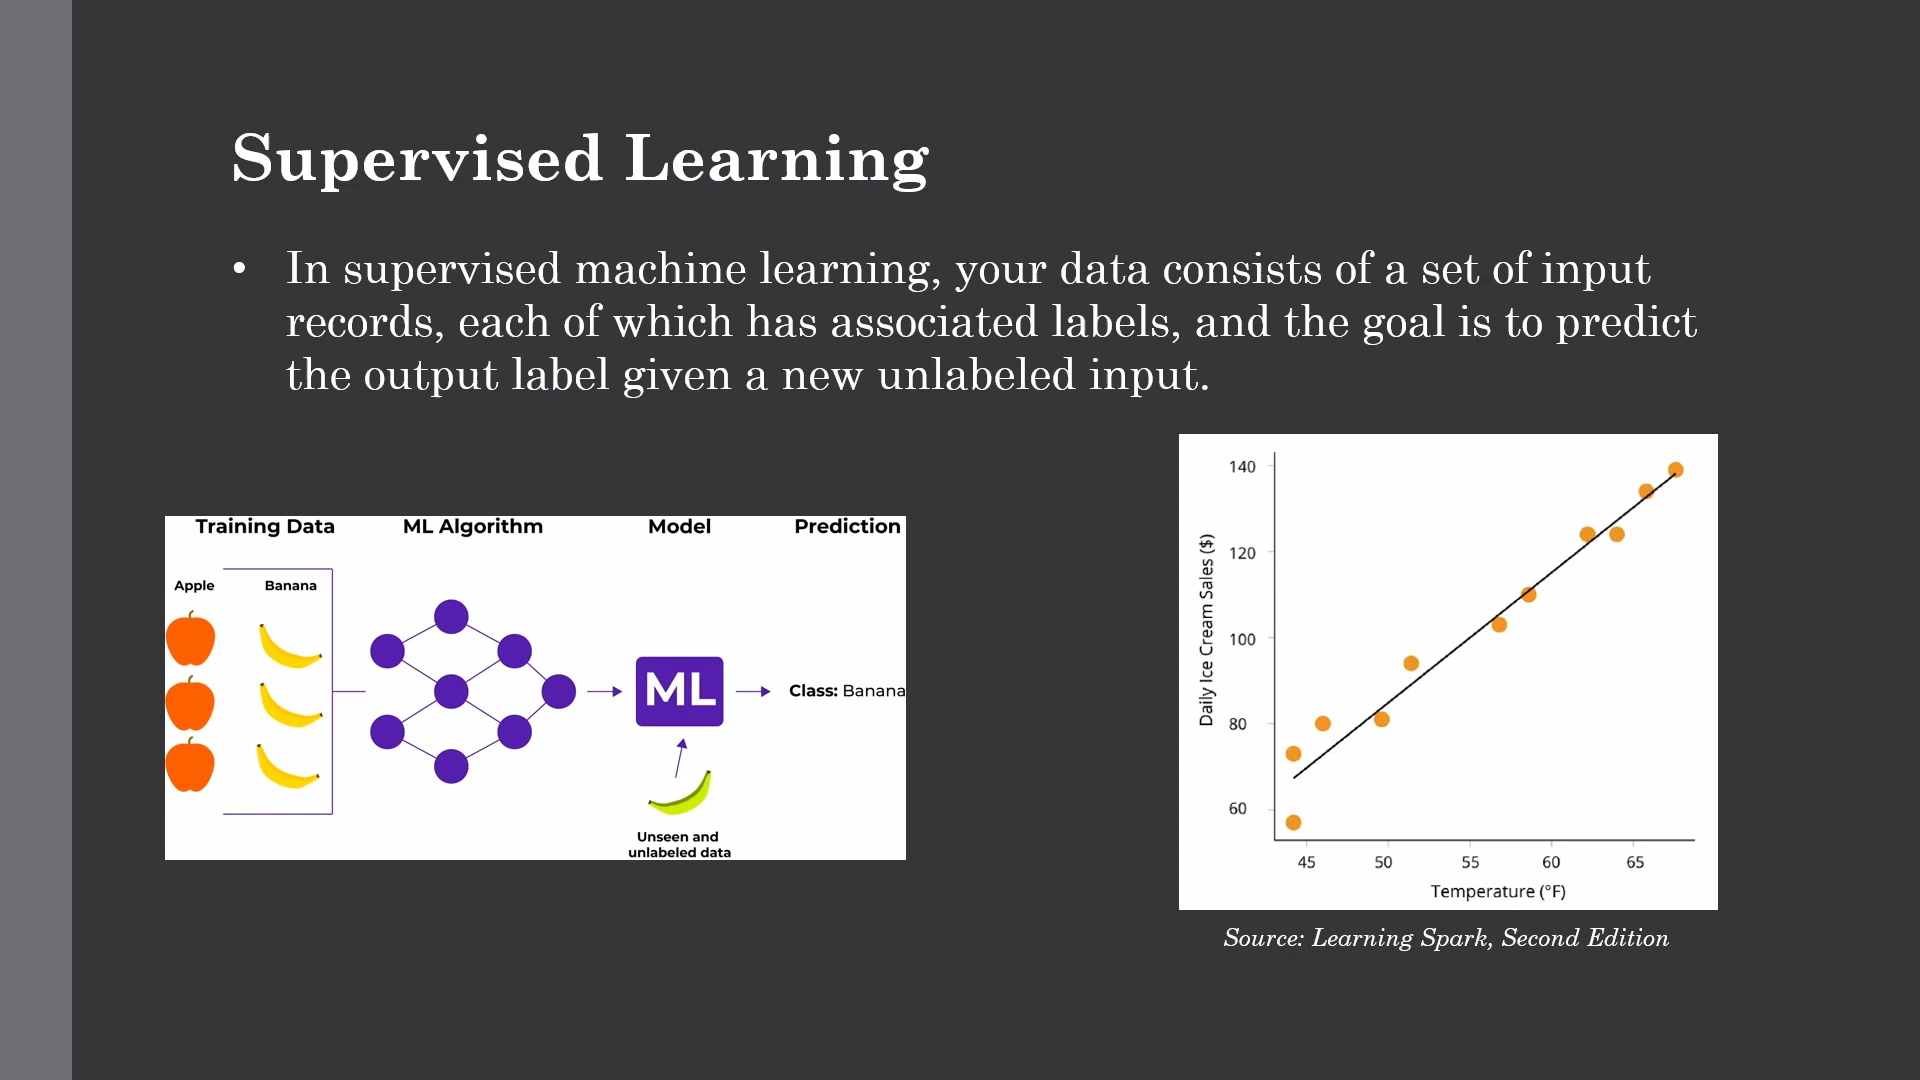 Supervised Learning
• In supervised machine learning, your data consists of a set of input
records, each of which has associated labels, and the goal is to predict
the output label given a new unlabeled input.
Training Data
ML Algorithm
Model
Prediction
Apple
Banana
ML
Class: Banana
Unseen and
unlabeled data
Daily Ice Cream Sales ($)
140
120
100
80
60
45
50
55
60
65
Temperature (°F)
Source: Learning Spark, Second Edition